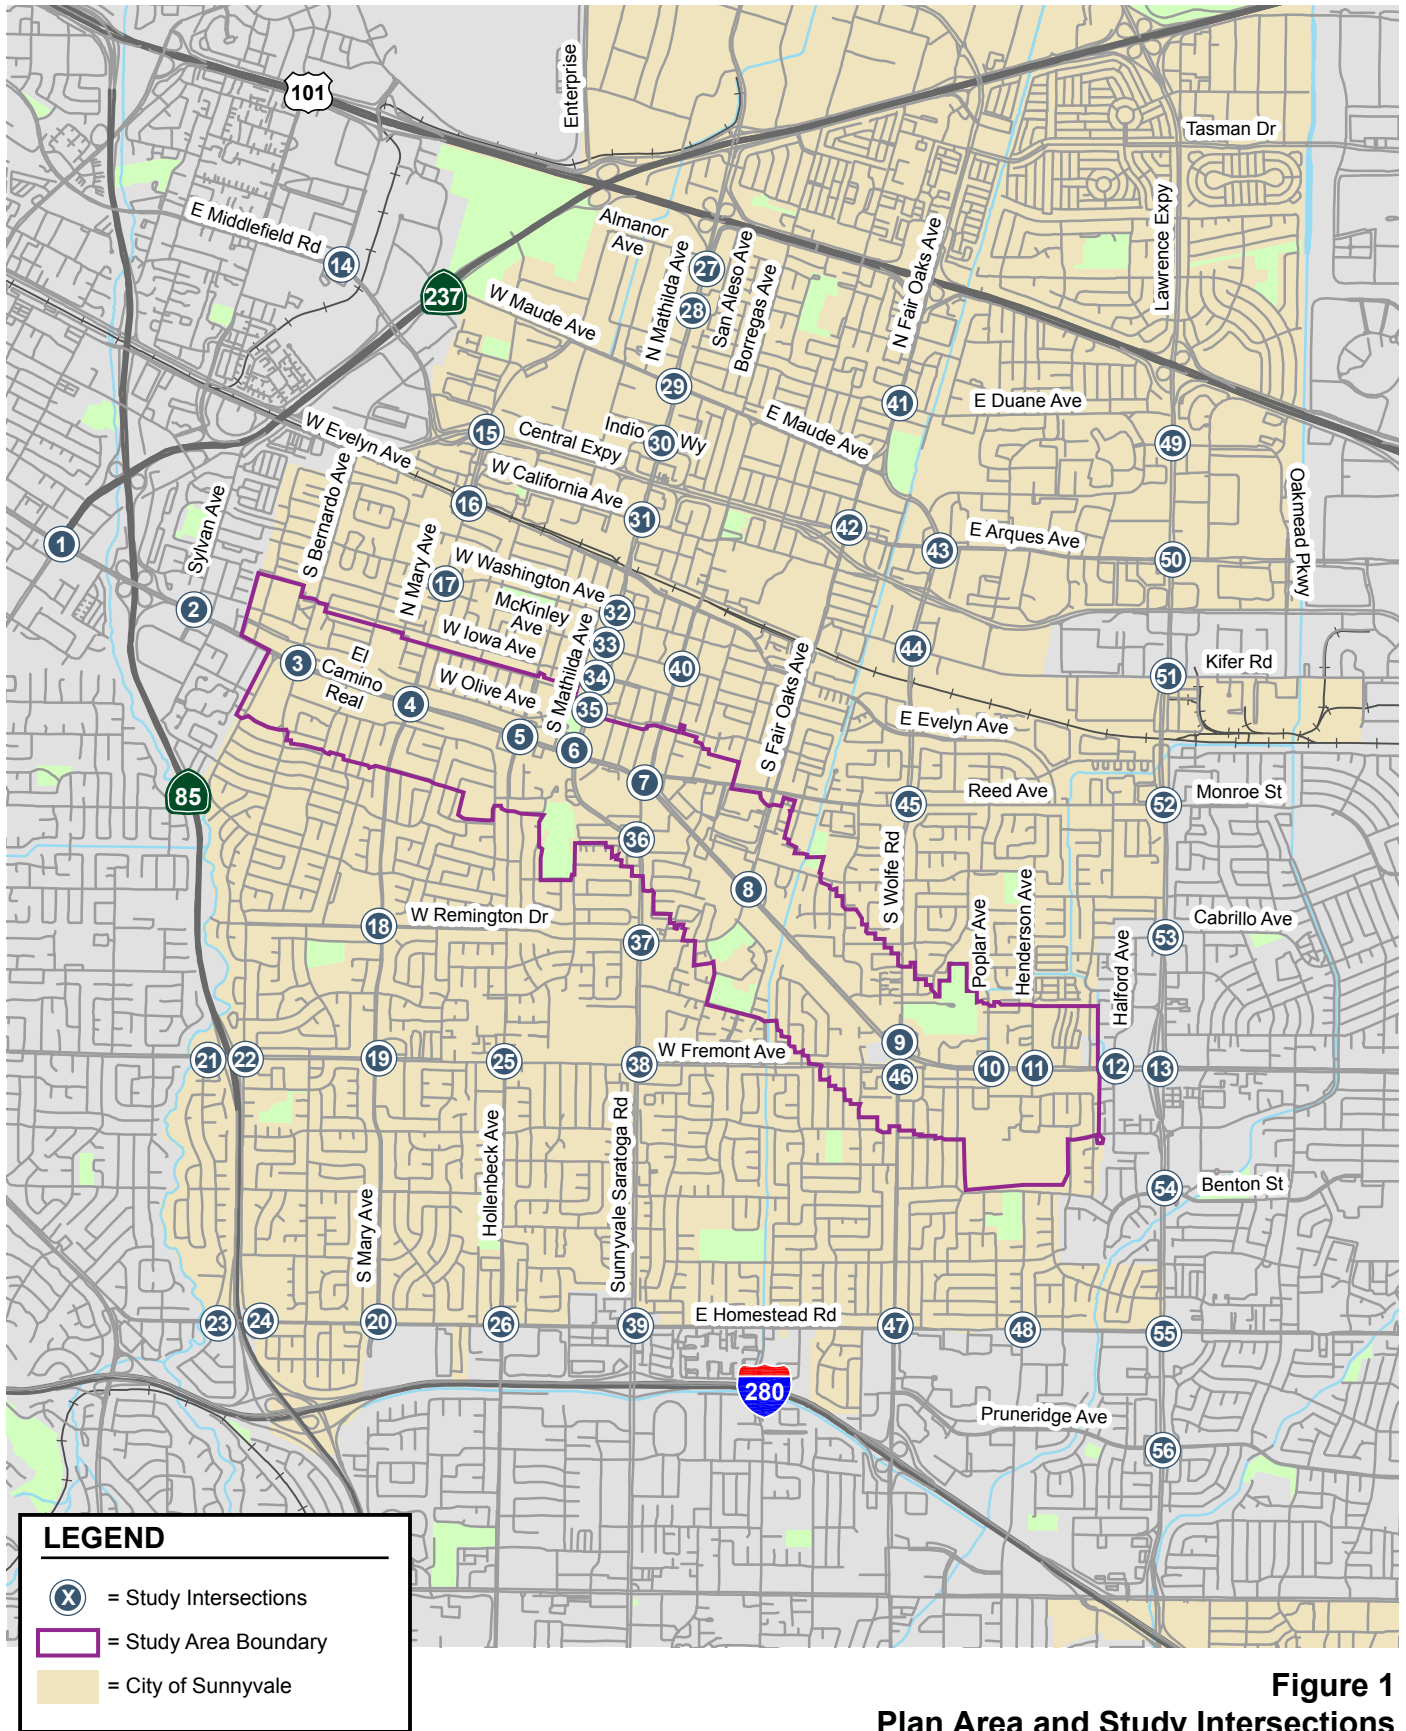 101
Enterprise
Tasman Dr
E Middlefield Rd
14
237
Almanor
Ave
N Mathilda Ave
27
28
San Aleso Ave
Borregas Ave
N Fair Oaks Ave
Lawrence Expy
W Maude Ave
29
E Maude Ave
41
E Duane Ave
W Evelyn Ave
15
Central Expy
Indio Wy
30
49
Oakmead Pkwy
W California Ave
16
31
42
43
E Arques Ave
50
1
Sylvan Ave
S Bernardo Ave
2
N Mary Ave
17
W Washington Ave
32
McKinley
Ave
33
W Iowa Ave
S Mathilda Ave
34
40
44
Kifer Rd
51
3
El
Camino
Real
4
W Olive Ave
35
5
6
S Fair Oaks Ave
E Evelyn Ave
7
85
45
Reed Ave
52
Monroe St
36
8
S Wolfe Rd
Poplar Ave
Henderson Ave
Halford Ave
18
W Remington Dr
37
53
Cabrillo Ave
21
22
19
25
38
W Fremont Ave
9
46
10
11
12
13
Hollenbeck Ave
Sunnyvale Saratoga Rd
S Mary Ave
54
Benton St
23
24
20
26
39
E Homestead Rd
47
48
55
280
Pruneridge Ave
56
LEGEND
X = Study Intersections
= Study Area Boundary
= City of Sunnyvale
Figure 1
Plan Area and Study Intersections